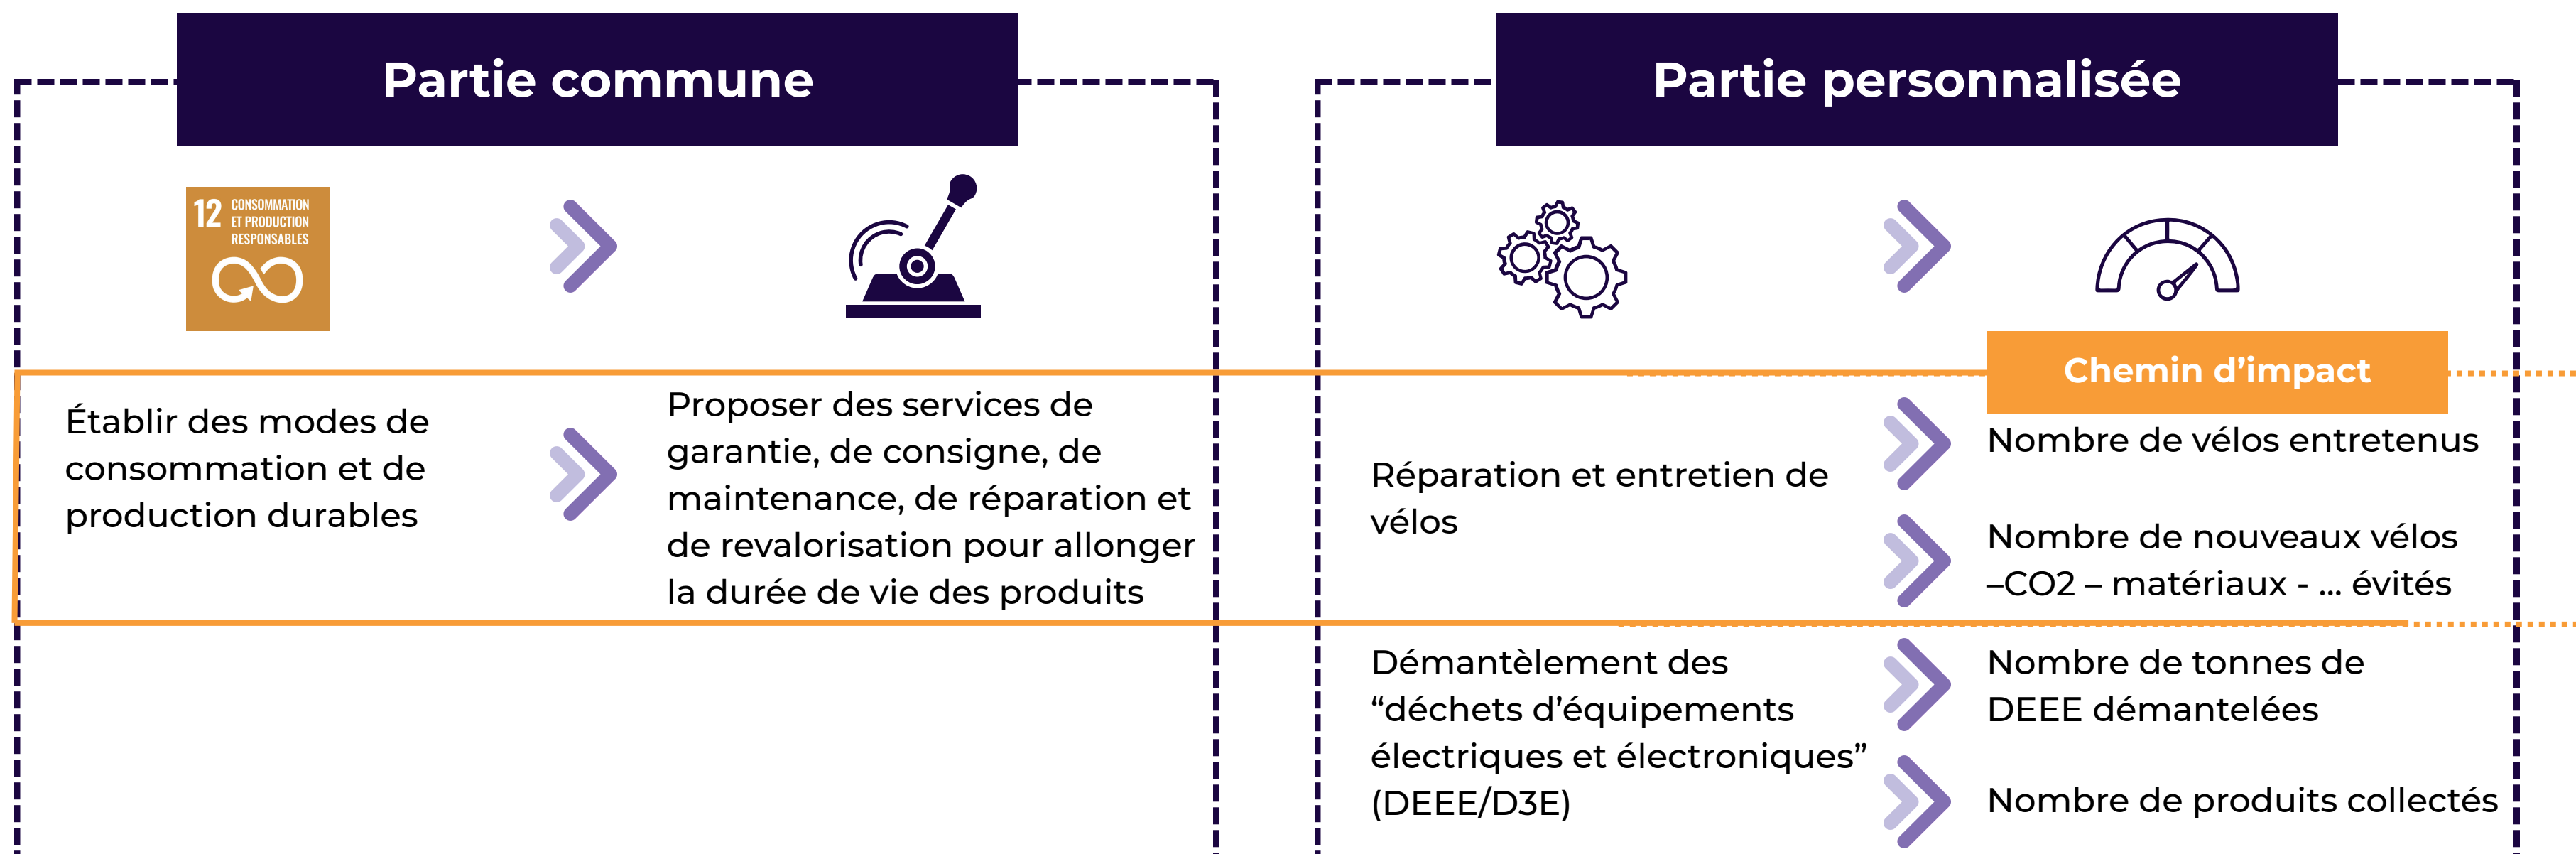 Partie commune
Partie personnalisée
12 CONSOMMATION
ET PRODUCTION
RESPONSABLES
Chemin d’impact
Établir des modes de
consommation et de
production durables
Proposer des services de
garantie, de consigne, de
maintenance, de réparation et
de revalorisation pour allonger
la durée de vie des produits
Réparation et entretien de
vélos
Nombre de vélos entretenus
Nombre de nouveaux vélos
–CO2 – matériaux - ... évités
Démantèlement des
“déchets d’équipements
électriques et électroniques”
(DEEE/D3E)
Nombre de tonnes de
DEEE démantelées
Nombre de produits collectés